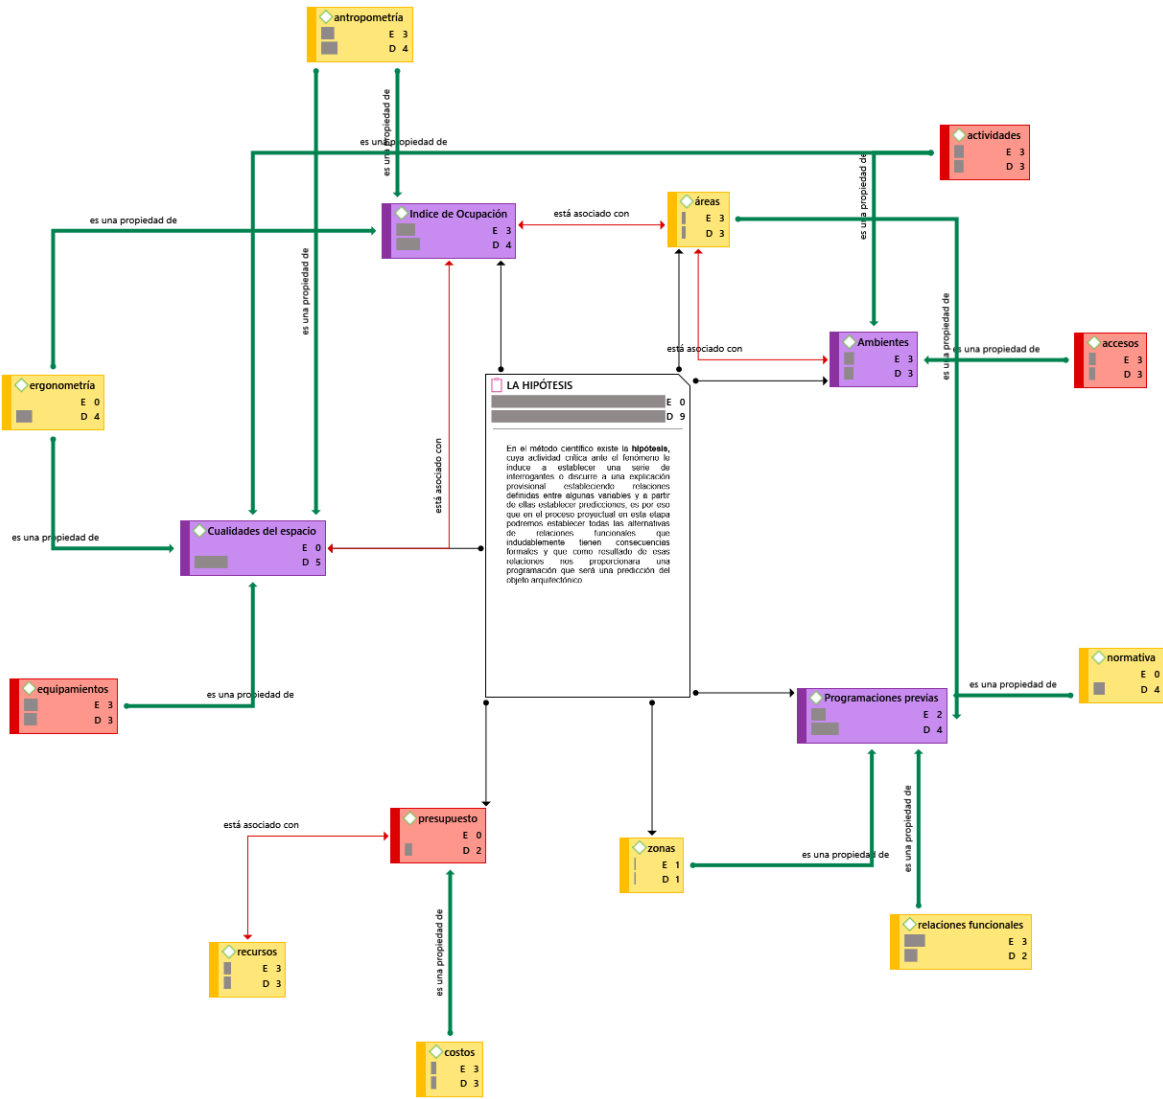 antropometría
E 3
D 4
es una propiedad de
es una propiedad de
actividades
E 3
D 3
es una propiedad de
es una propiedad de
Indice de Ocupación
E 3
D 4
está asociado con
áreas
E 3
D 3
es una propiedad de
es una propiedad de
Ambientes
E 3
D 3
está asociado con
es una propiedad de
accesos
E 3
D 3
ergonometría
E 0
D 4
LA HIPÓTESIS
E 0
D 9
En el método científico existe la hipótesis,
cuya actividad crítica ante el fenómeno le
induce a establecer una serie de
interrogantes o discurre a una explicación
provisional estableciendo relaciones
definidas entre algunas variables y a partir
de ellas establecer predicciones, es por eso
que en el proceso proyectual en esta etapa
podremos establecer todas las alternativas
de relaciones funcionales que
indudablemente tienen consecuencias
formales y que como resultado de esas
relaciones nos proporcionara una
programación que será una predicción del
objeto arquitectónico
está asociado con
es una propiedad de
Cualidades del espacio
E 0
D 5
equipamientos
E 3
D 3
es una propiedad de
normativa
E 0
D 4
es una propiedad de
Programaciones previas
E 2
D 4
presupuesto
E 0
D 2
está asociado con
zonas
E 1
D 1
es una propiedad de
es una propiedad de
relaciones funcionales
E 3
D 2
recursos
E 3
D 3
es una propiedad de
costos
E 3
D 3